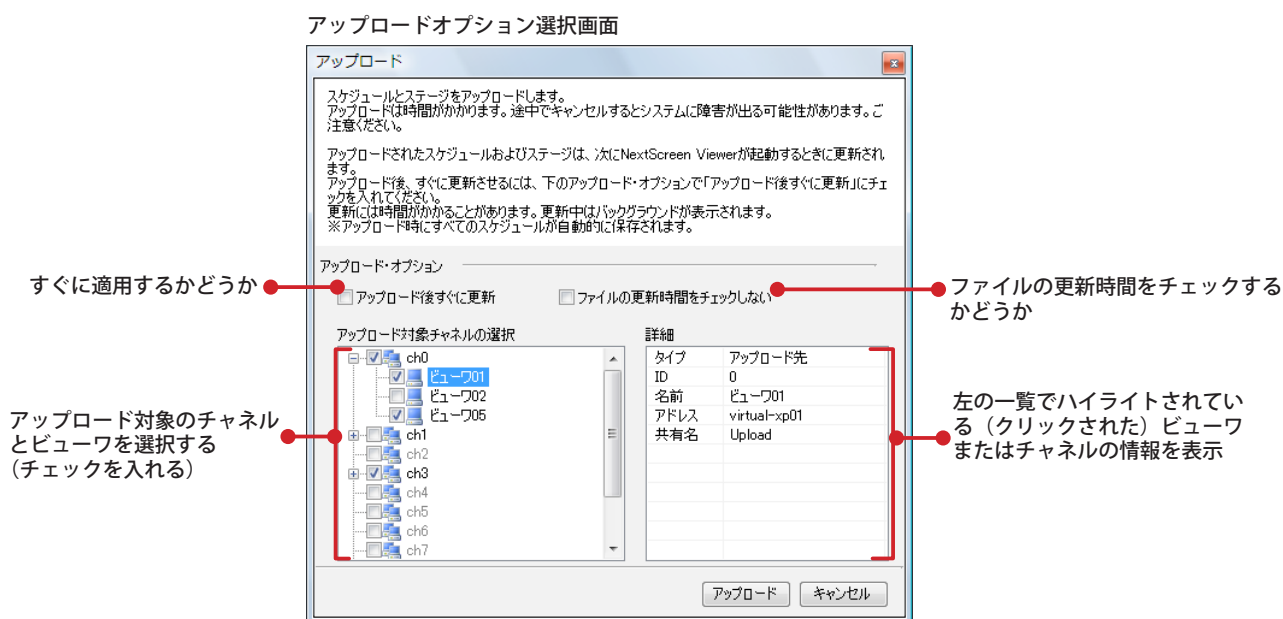 アップロードオプション選択画面
アップロード
スケジュールとステージをアップロードします。
アップロードは時間がかかります。途中でキャンセルするとシステムに障害が出る可能性があります。ご
注意ください。
アップロードされたスケジュールおよびステージは、次にNextScreen Viewerが起動するときに更新され
ます。
アップロード後、すぐに更新させるには、下のアップロード・オプションで「アップロード後すぐに更新」にチェ
ックを入れてください。
更新には時間がかかることがあります。更新中はバックグラウンドが表示されます。
※アップロード時にすべてのスケジュールが自動的に保存されます。
アップロード・オプション
すぐに適用するかどうか
アップロード後すぐに更新
ファイルの更新時間をチェックしない
ファイルの更新時間をチェックする
かどうか
アップロード対象チャネルの選択
ch0
ビューワ01
ビューワ02
ビューワ05
ch1
ch2
ch3
ch4
ch5
ch6
ch7
アップロード対象のチャネル
とビューワを選択する
(チェックを入れる)
詳細
タイプ アップロード先
ID 0
名前 ビューワ01
アドレス virtual-xp01
共有名 Upload
左の一覧でハイライトされてい
る(クリックされた)ビューワ
またはチャネルの情報を表示
アップロード
キャンセル